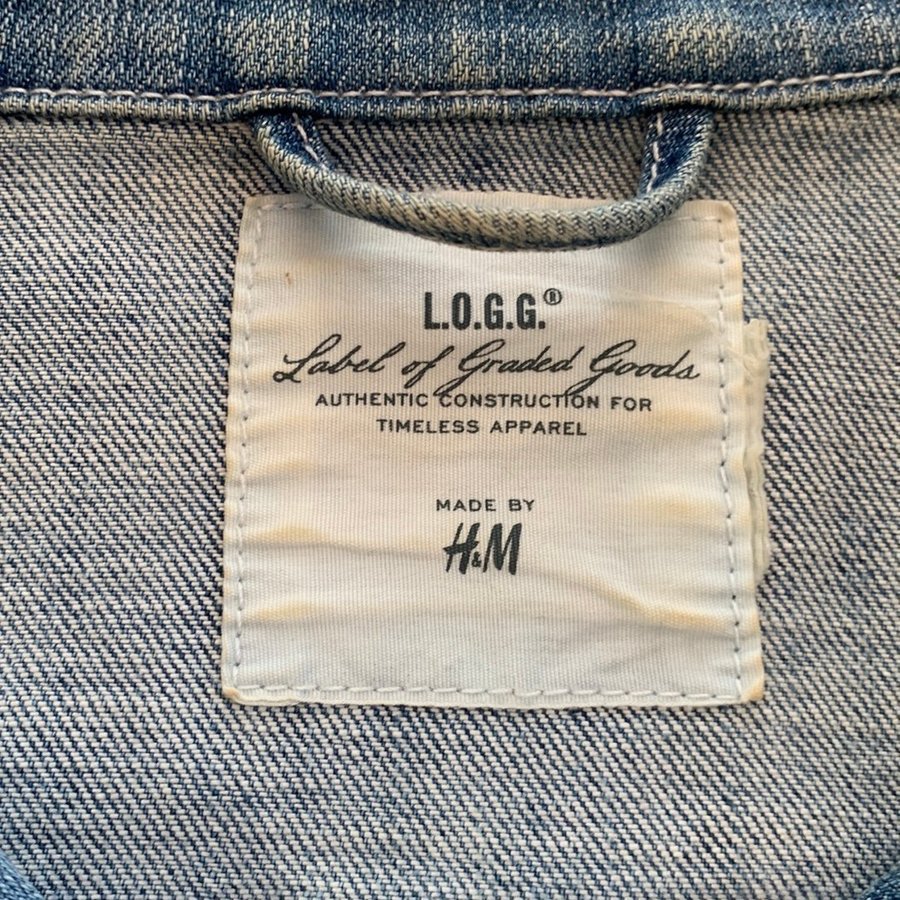 L.O.G.G.®
Label of Graded Goods
AUTHENTIC CONSTRUCTION FOR
TIMELESS APPAREL
MADE BY
H&M